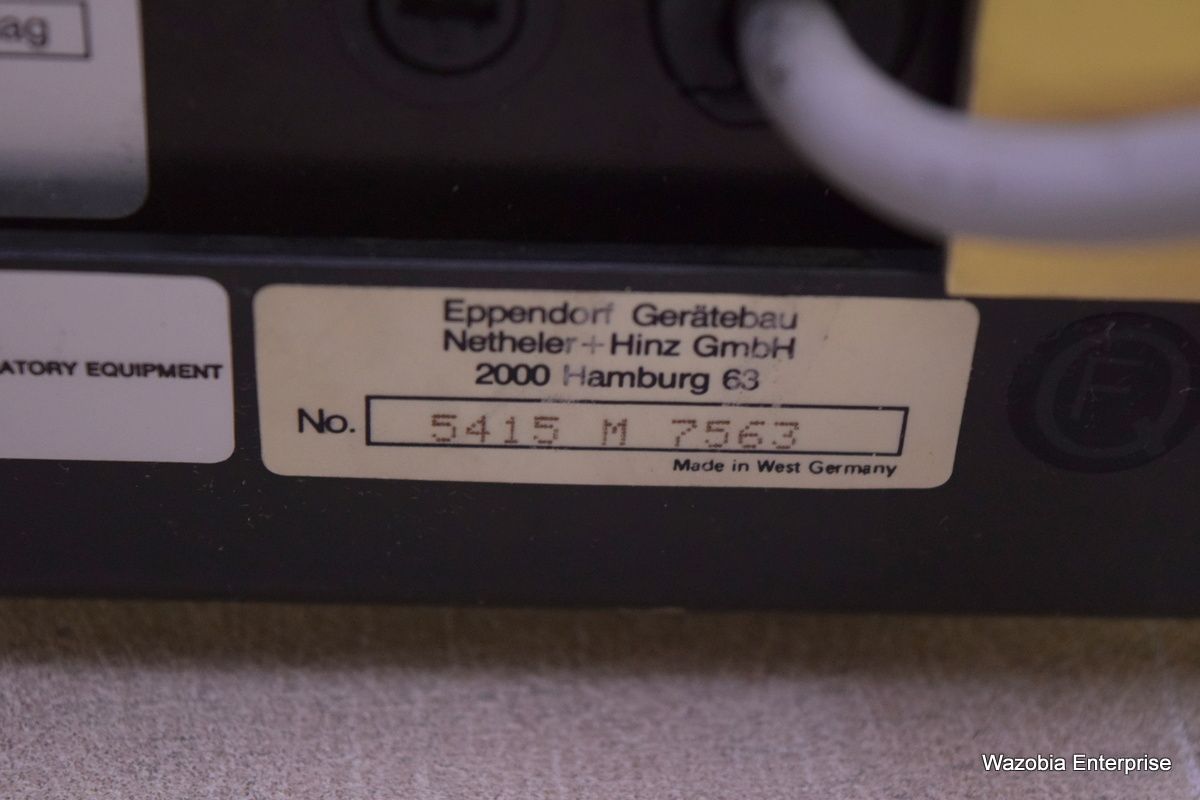 ag
ATORY EQUIPMENT
Eppendorf Gerätebau
Netheler + Hinz GmbH
2000 Hamburg 63
No. 5415 M 7563
Made in West Germany
Wazobia Enterprise